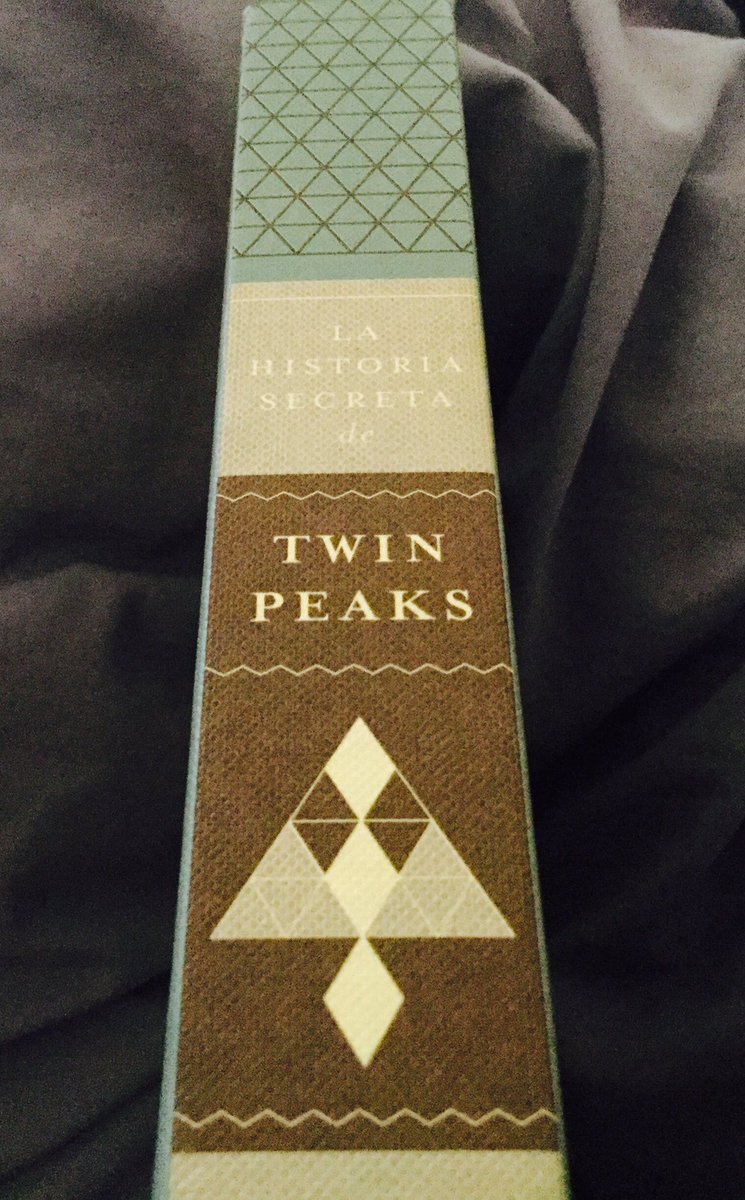 LA
HISTORIA
SECRETA
de
TWIN
PEAKS